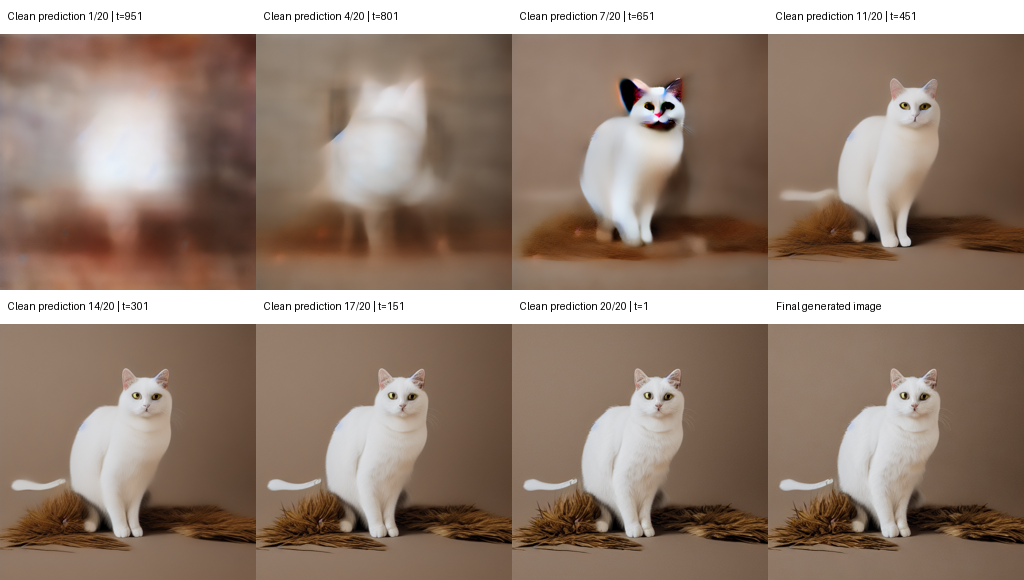 Clean prediction 1/20 | t=951
Clean prediction 4/20 | t=801
Clean prediction 7/20 | t=651
Clean prediction 11/20 | t=451
Clean prediction 14/20 | t=301
Clean prediction 17/20 | t=151
Clean prediction 20/20 | t=1
Final generated image